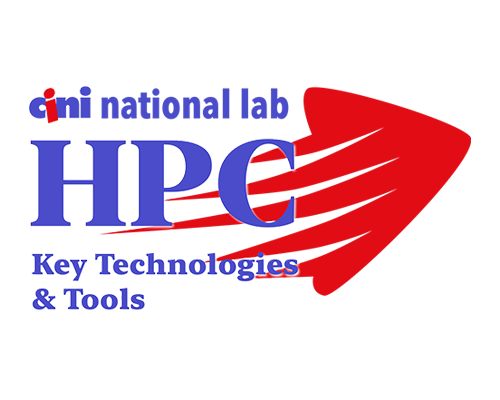 cini national lab
HPC
Key Technologies
& Tools